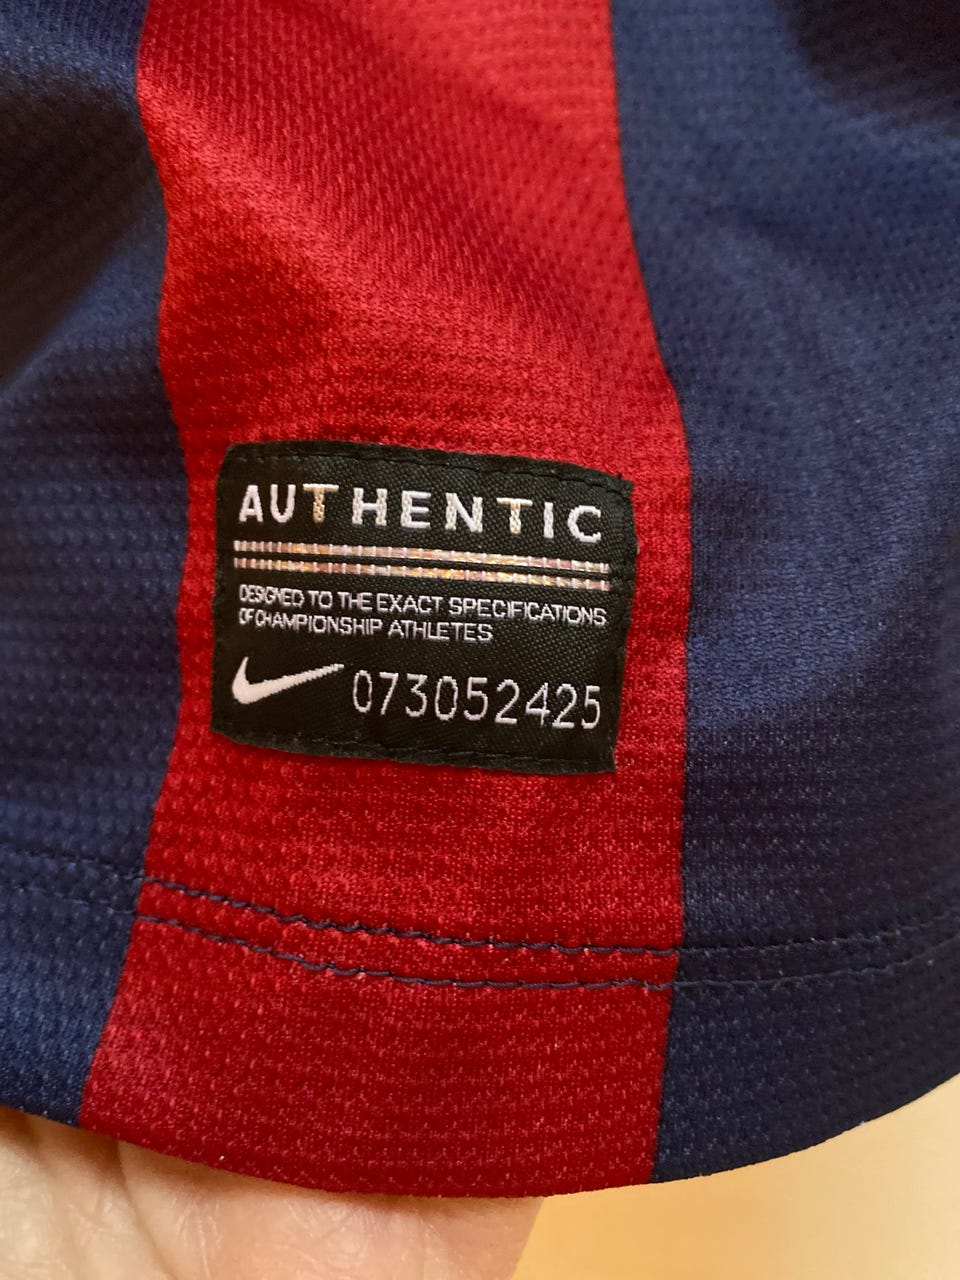 AUTHENTIC
DESIGNED TO THE EXACT SPECIFICATIONS
OF CHAMPIONSHIP ATHLETES
073052425